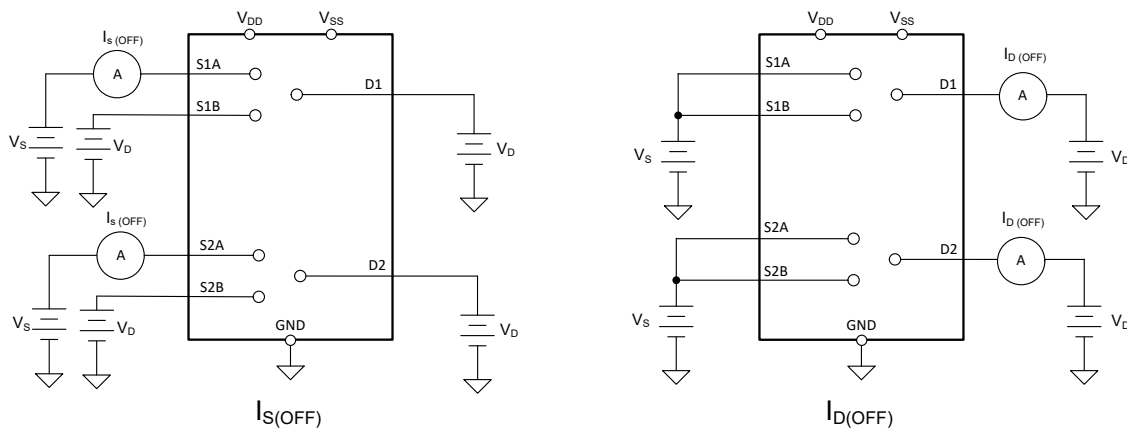 VDD VSS
Is (OFF)
A
S1A
S1B
D1
VS
VD
VD
Is (OFF)
A
S2A
S2B
D2
VS
VD
VD
GND
IS(OFF)
VDD VSS
S1A
S1B
D1
ID (OFF)
A
VS
VD
S2A
S2B
D2
ID (OFF)
A
VS
VD
GND
ID(OFF)